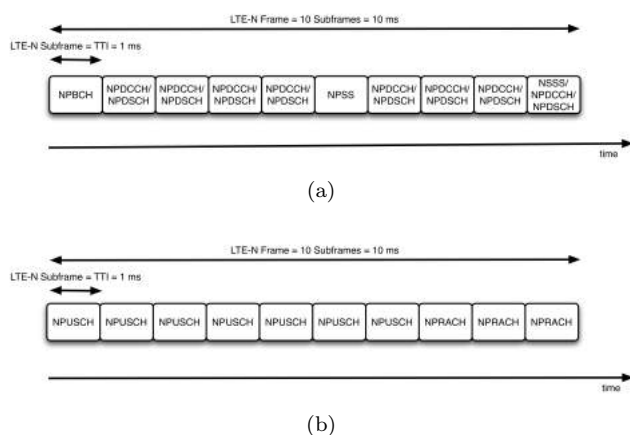 LTE-N Frame = 10 Subframes = 10 ms
LTE-N Subframe = TTI = 1 ms
NPBCH
NPDCCH/
NPDSCH
NPDCCH/
NPDSCH
NPDCCH/
NPDSCH
NPDCCH/
NPDSCH
NPSS
NPDCCH/
NPDSCH
NPDCCH/
NPDSCH
NPDCCH/
NPDSCH
NSSS/
NPDCCH/
NPDSCH
time
(a)
LTE-N Frame = 10 Subframes = 10 ms
LTE-N Subframe = TTI = 1 ms
NPUSCH
NPUSCH
NPUSCH
NPUSCH
NPUSCH
NPUSCH
NPUSCH
NPRACH
NPRACH
NPRACH
time
(b)